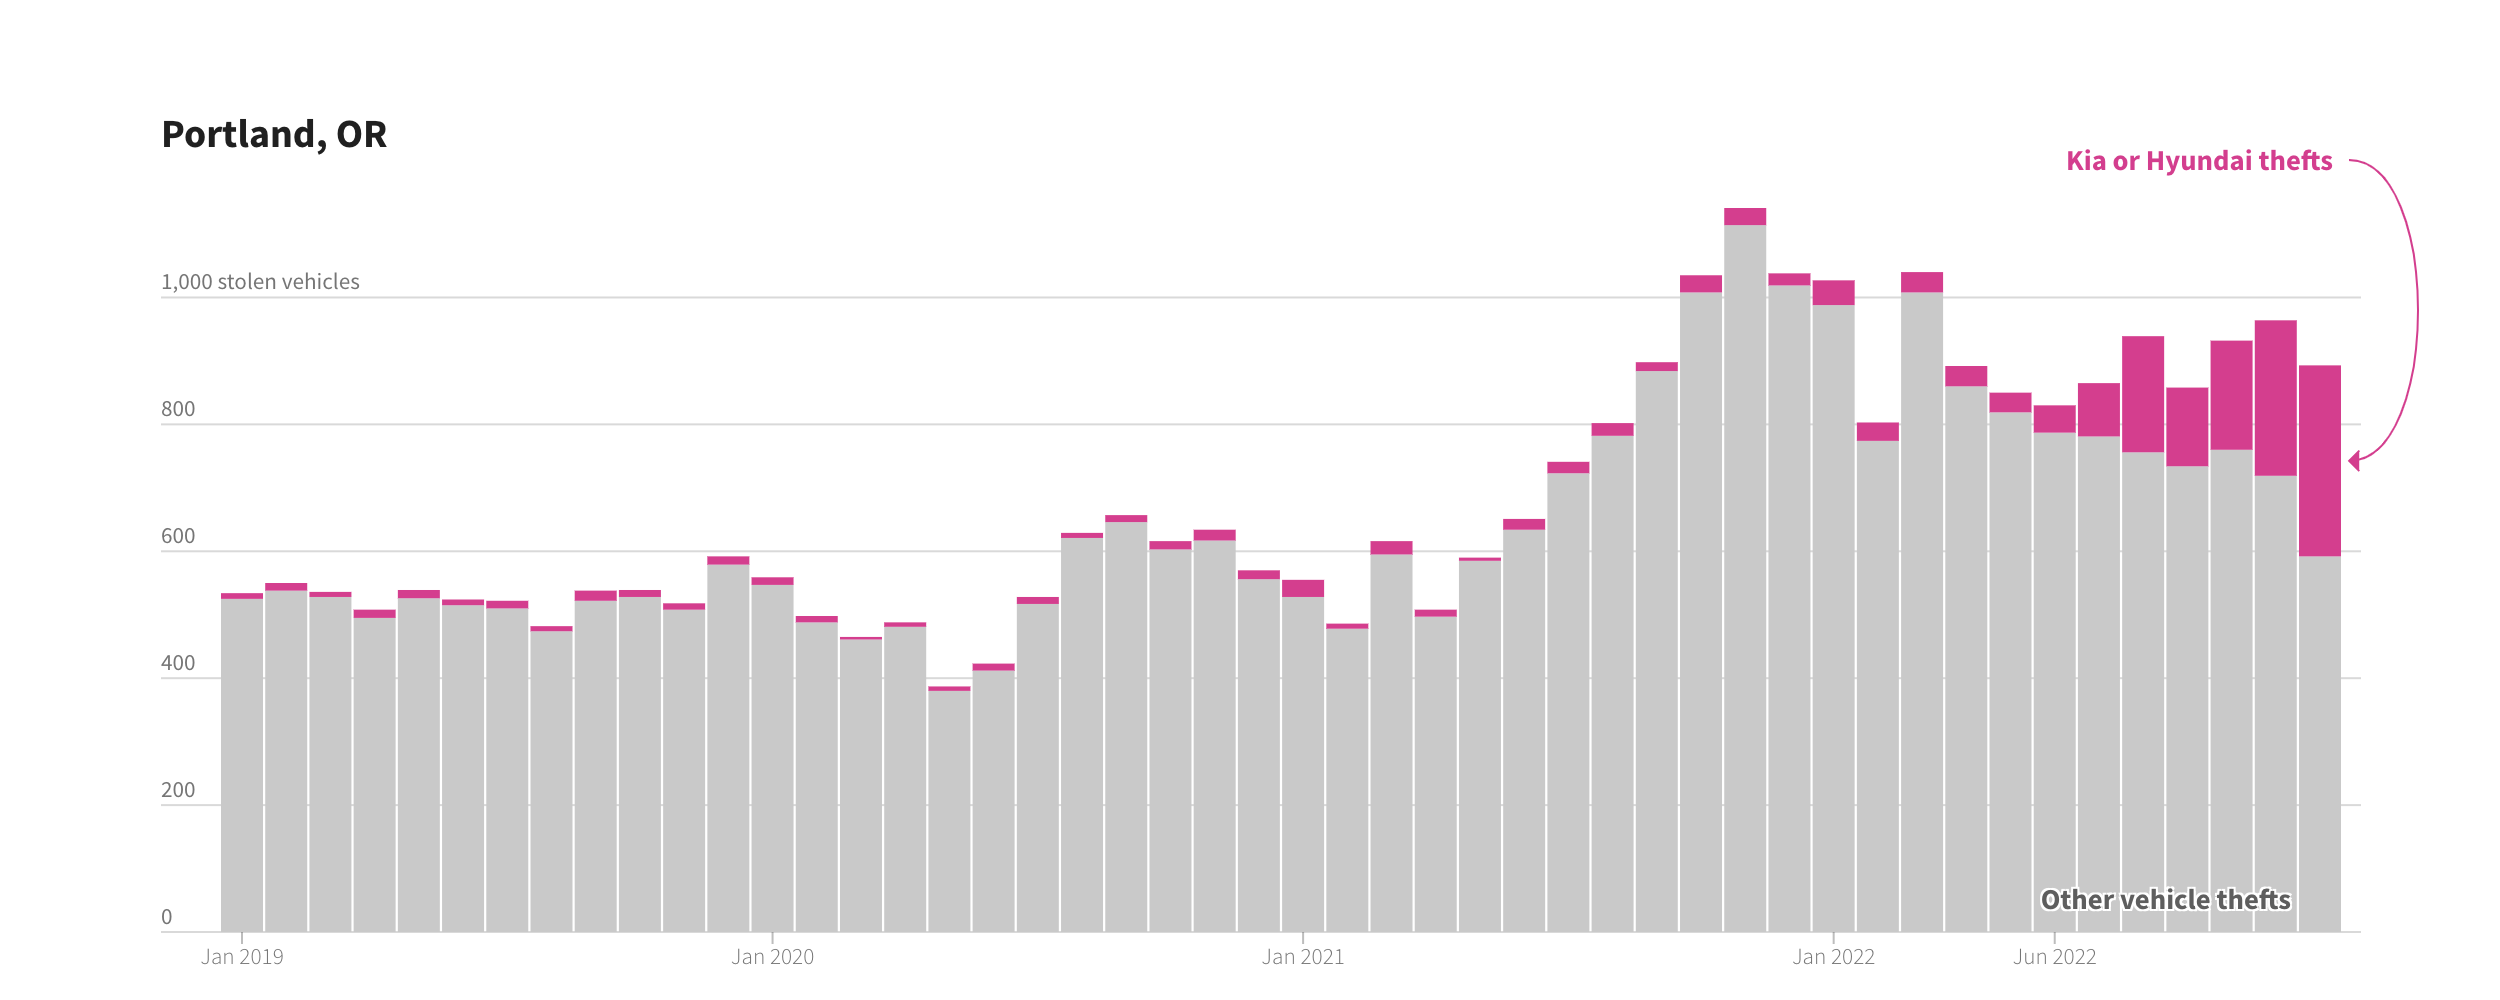 Portland, OR
Kia or Hyundai thefts
1,000 stolen vehicles
800
600
400
200
0
Other vehicle thefts
Jan 2019
Jan 2020
Jan 2021
Jan 2022
Jun 2022